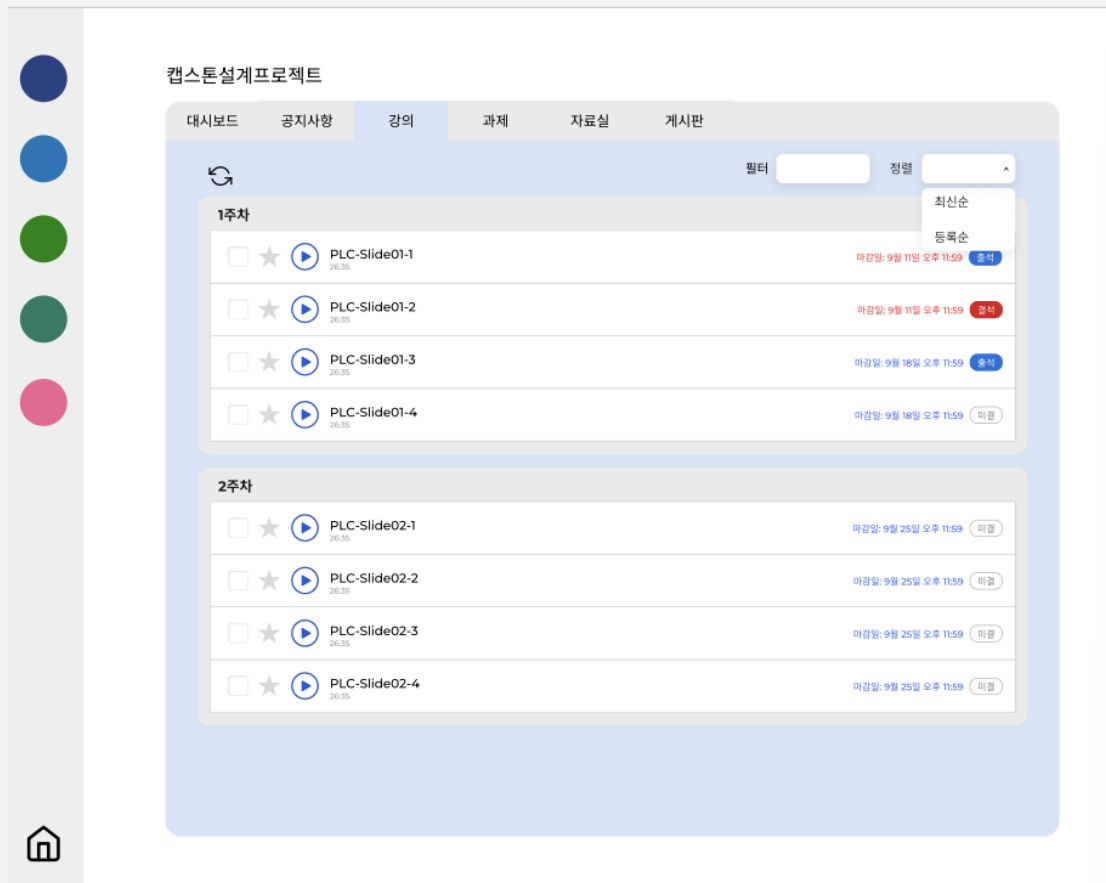 캡스톤설계프로젝트
대시보드 공지사항 강의 과제 자료실 게시판
필터 정렬
최신순
등록순
1주차
PLC-Slide01-1 마감일: 9월 11일 오후 11:59 출석
26:35
PLC-Slide01-2 마감일: 9월 11일 오후 11:59 결석
26:35
PLC-Slide01-3 마감일: 9월 18일 오후 11:59 출석
26:35
PLC-Slide01-4 마감일: 9월 18일 오후 11:59 미결
26:35
2주차
PLC-Slide02-1 마감일: 9월 25일 오후 11:59 미결
26:35
PLC-Slide02-2 마감일: 9월 25일 오후 11:59 미결
26:35
PLC-Slide02-3 마감일: 9월 25일 오후 11:59 미결
26:35
PLC-Slide02-4 마감일: 9월 25일 오후 11:59 미결
26:35